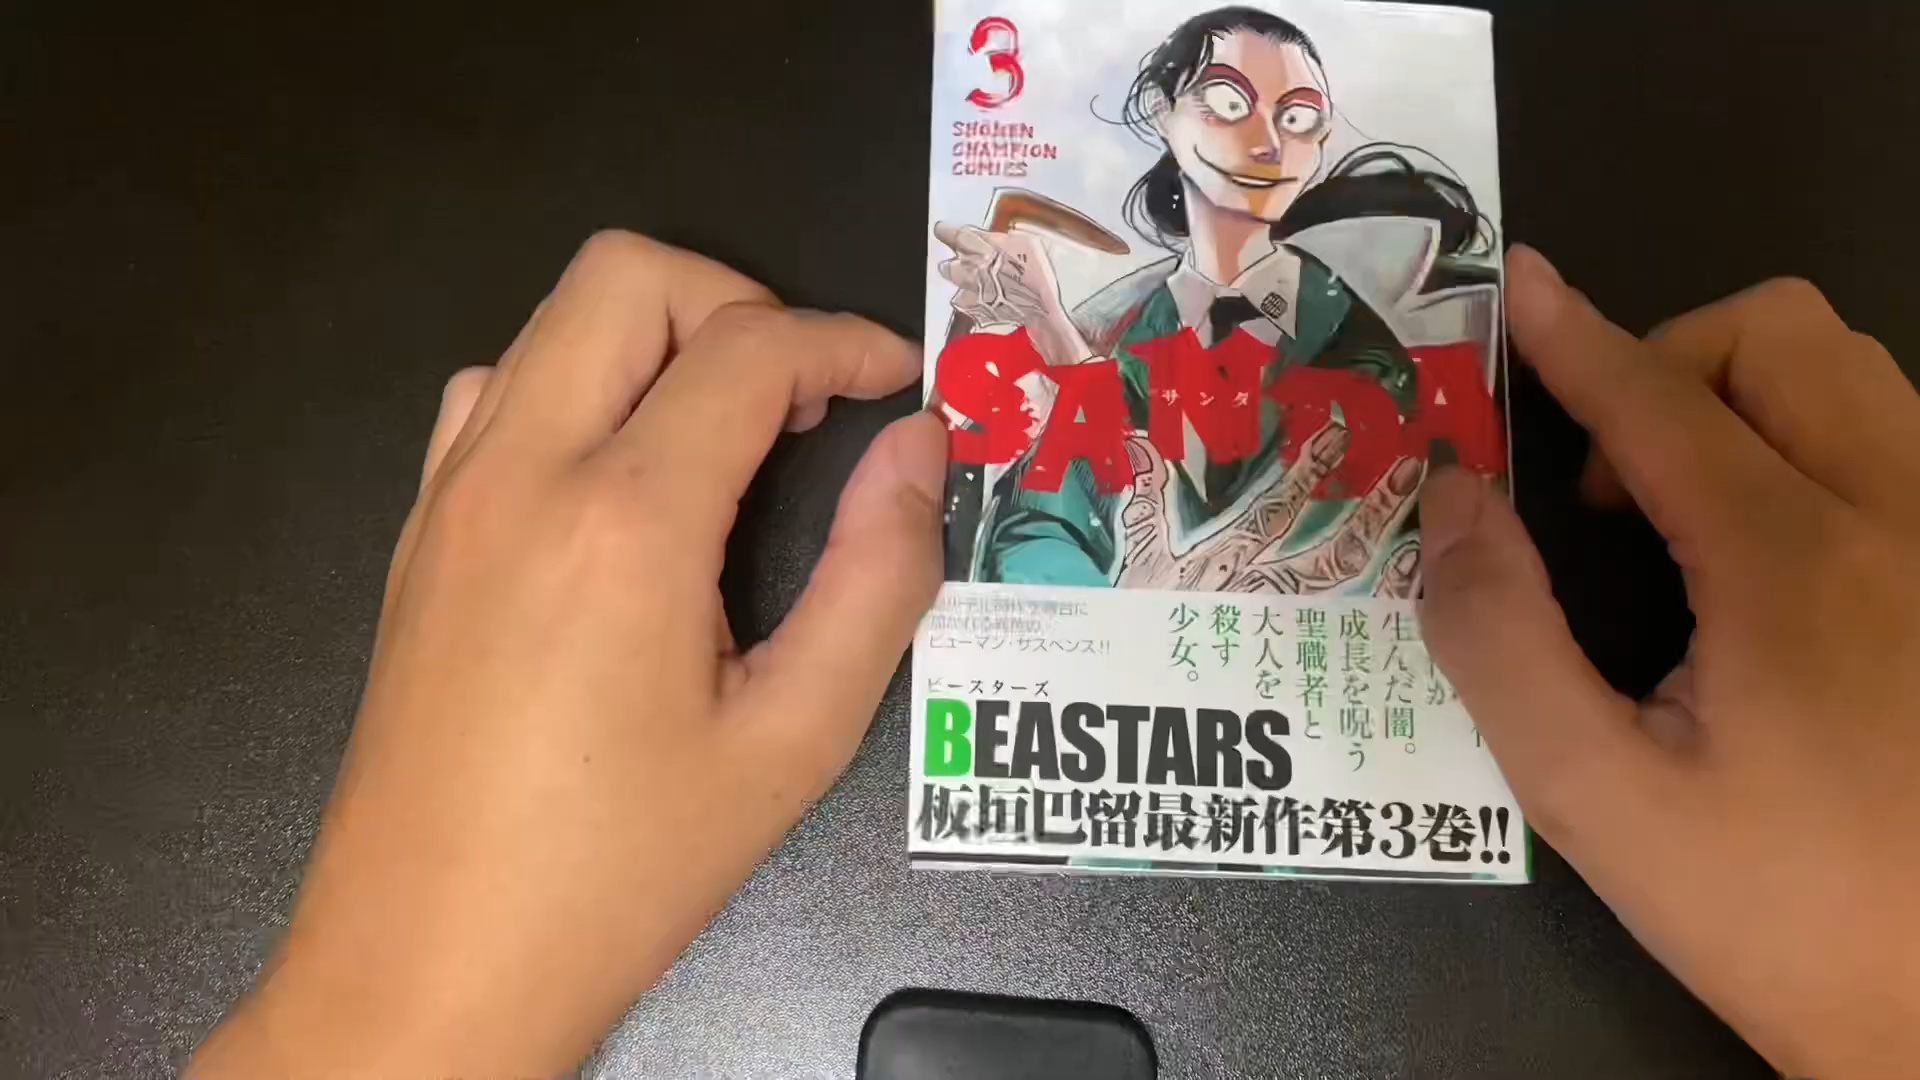 3
SHŌNEN
CHAMPION
COMICS
SANDA
サンダ
ヒューマン・サスペンス!!
生んだ闇。
成長を呪う
聖職者と
大人を
殺す
少女。
ビースターズ
BEASTARS
板垣巴留最新作第3巻!!